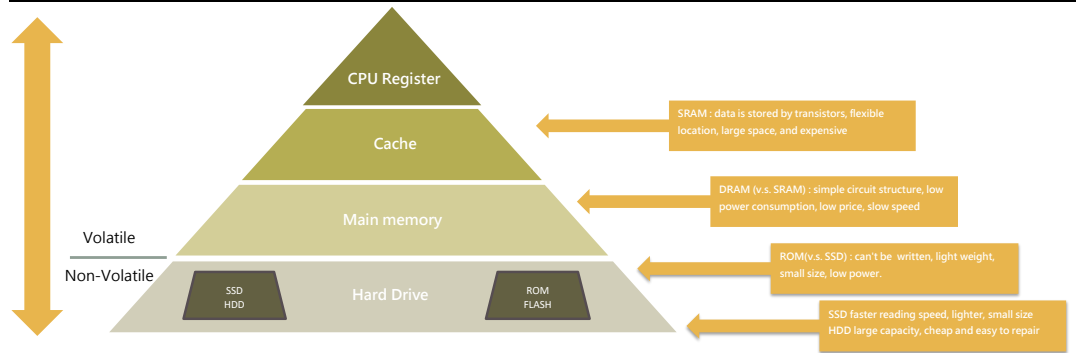 CPU Register
SRAM : data is stored by transistors, flexible
location, large space, and expensive
Cache
DRAM (v.s. SRAM) : simple circuit structure, low
power consumption, low price, slow speed
Main memory
Volatile
Non-Volatile
ROM(v.s. SSD) : can't be written, light weight,
small size, low power.
SSD
HDD
Hard Drive
ROM
FLASH
SSD faster reading speed, lighter, small size
HDD large capacity, cheap and easy to repair